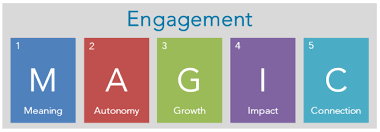 Engagement
1 2 3 4 5
M A G I C
Meaning Autonomy Growth Impact Connection